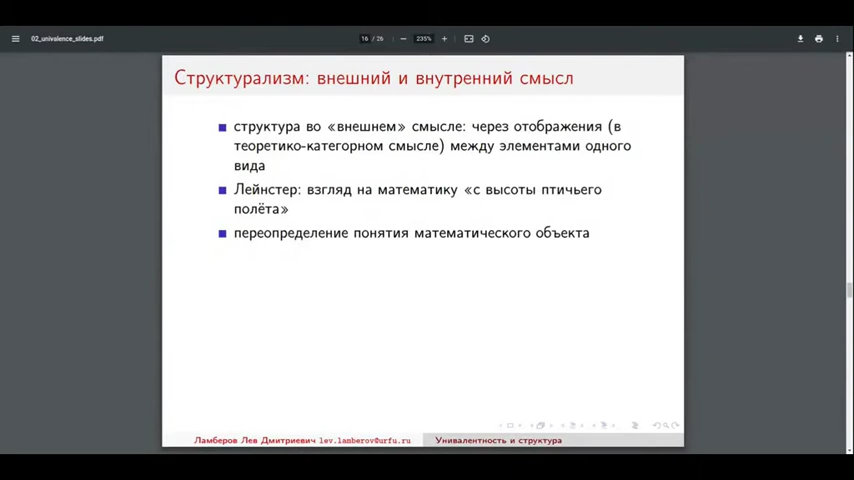 02_univalence_slides.pdf
16 / 26
235%
Структурализм: внешний и внутренний смысл
структура во «внешнем» смысле: через отображения (в
теоретико-категорном смысле) между элементами одного
вида
Лейнстер: взгляд на математику «с высоты птичьего
полёта»
переопределение понятия математического объекта
Ламберов Лев Дмитриевич lev.lamberov@urfu.ru
Унивалентность и структура